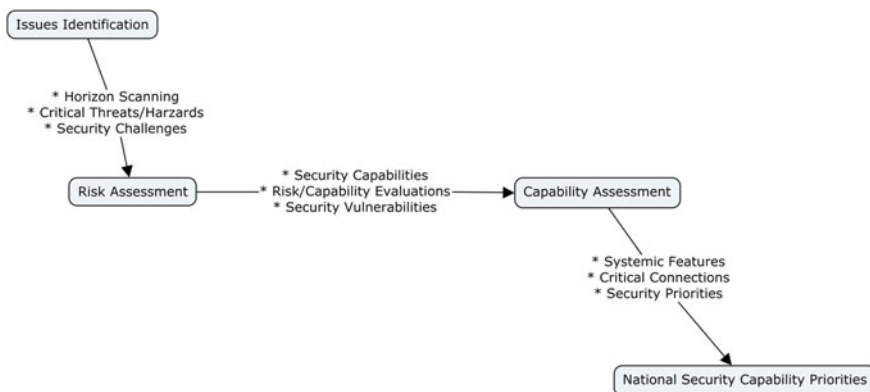 Issues Identification
* Horizon Scanning
* Critical Threats/Harzards
* Security Challenges
Risk Assessment
* Security Capabilities
* Risk/Capability Evaluations
* Security Vulnerabilities
Capability Assessment
* Systemic Features
* Critical Connections
* Security Priorities
National Security Capability Priorities